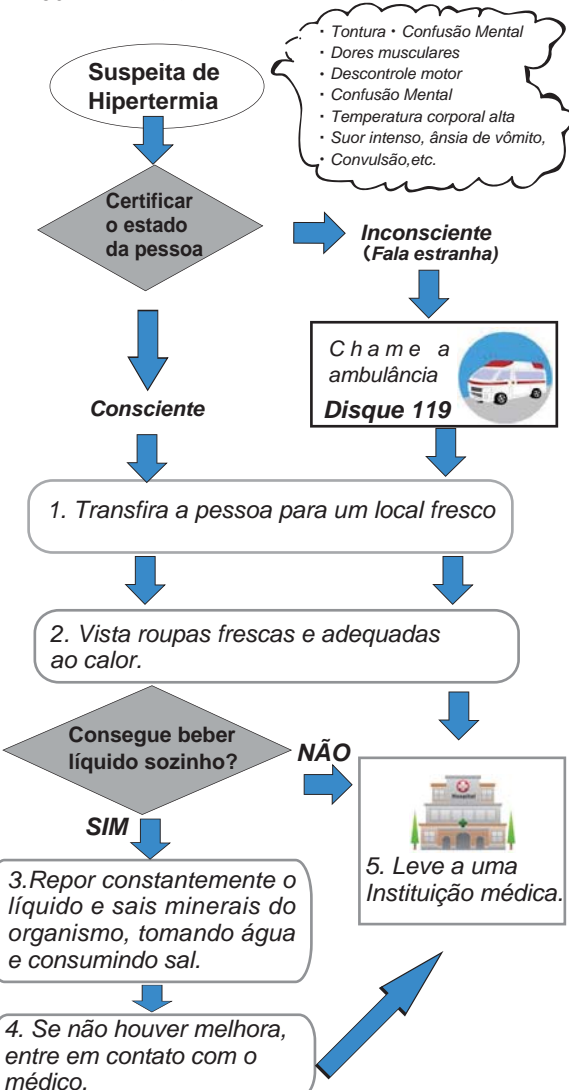 Suspeita de
Hipertermia
・Tontura・Confusão Mental
・Dores musculares
・Descontrole motor
・Confusão Mental
・Temperatura corporal alta
・Suor intenso, ânsia de vômito,
・Convulsão,etc.
Certificar
o estado
da pessoa
Inconsciente
(Fala estranha)
Chame a
ambulância
Disque 119
Consciente
1. Transfira a pessoa para um local fresco
2. Vista roupas frescas e adequadas
ao calor.
Consegue beber
líquido sozinho?
NÃO
SIM
Hospital
5. Leve a uma
Instituição médica.
3.Repor constantemente o
líquido e sais minerais do
organismo, tomando água
e consumindo sal.
4. Se não houver melhora,
entre em contato com o
médico.